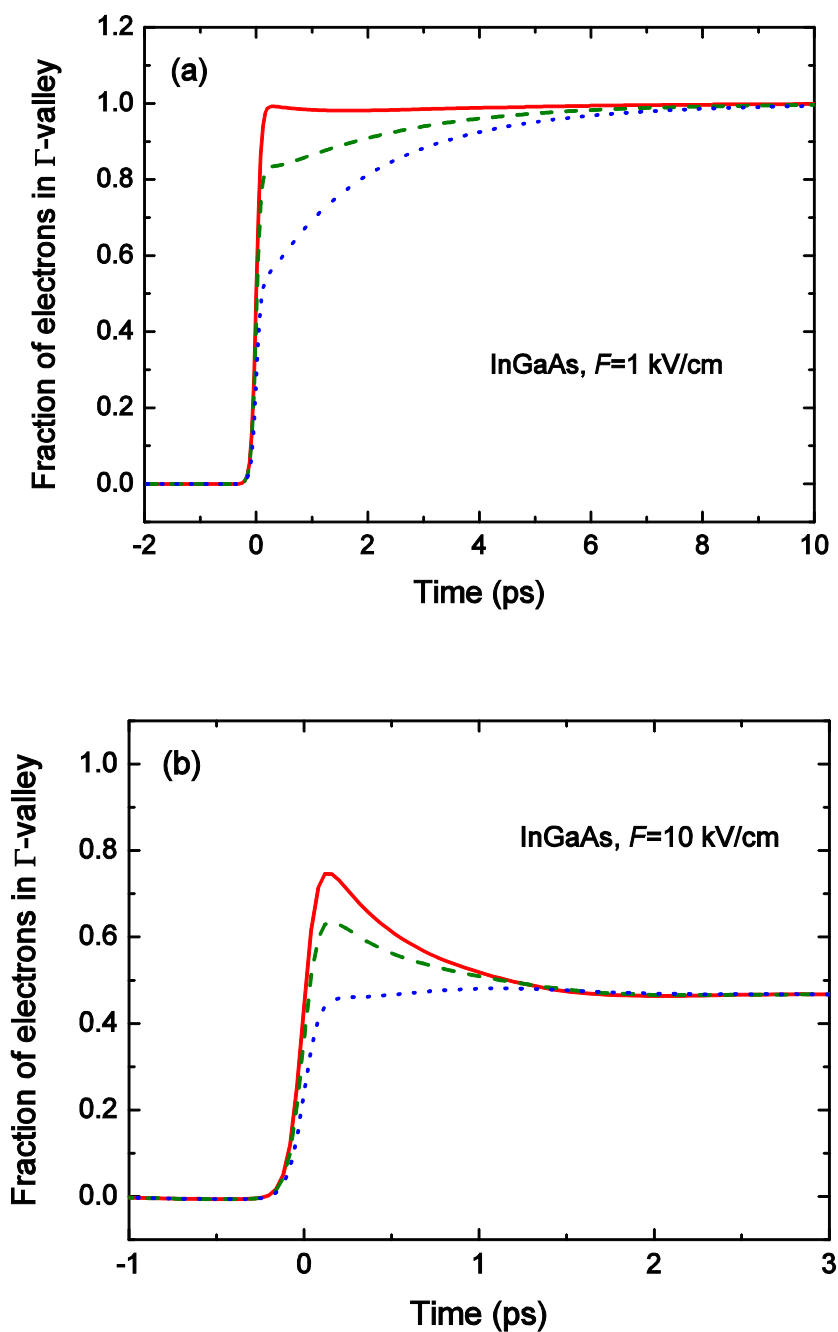 (a)
Fraction of electrons in Γ-valley
1.2
1.0
0.8
0.6
0.4
0.2
0.0
InGaAs, F=1 kV/cm
-2 0 2 4 6 8 10
Time (ps)
(b)
Fraction of electrons in Γ-valley
1.0
0.8
0.6
0.4
0.2
0.0
InGaAs, F=10 kV/cm
-1 0 1 2 3
Time (ps)